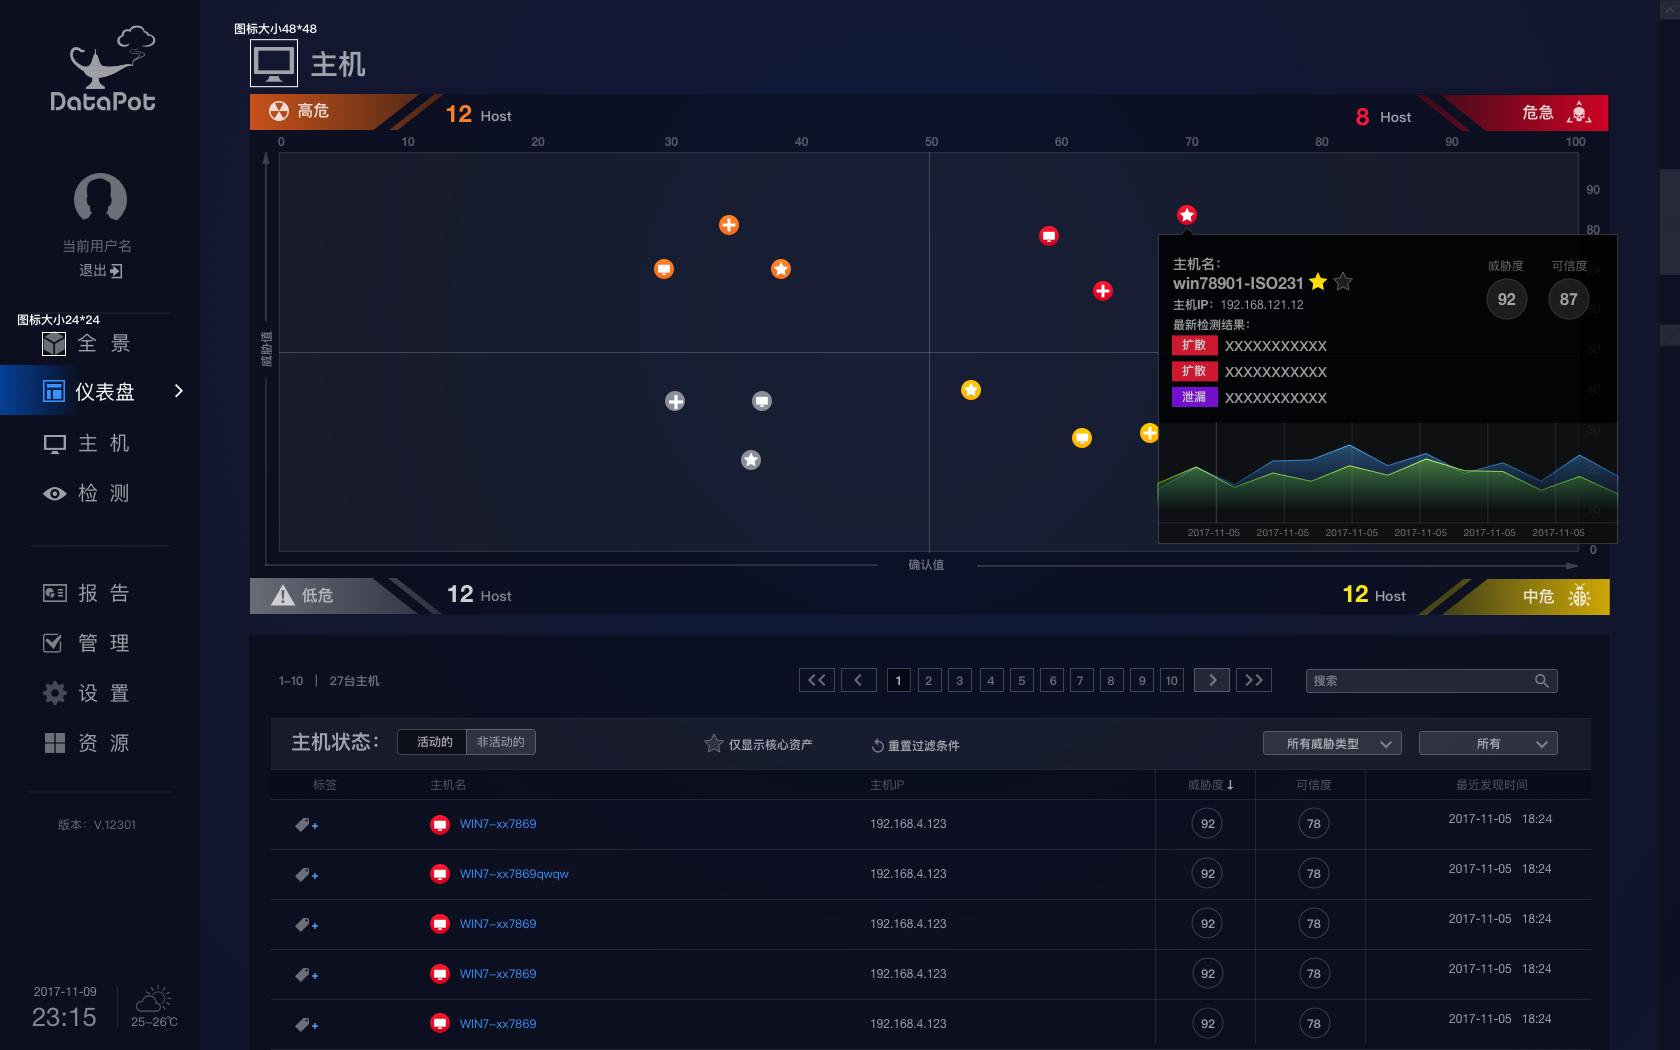 图标大小48*48
主机
DataPot
当前用户名
退出
图标大小24*24
全 景
仪表盘
主 机
检 测
报 告
管 理
设 置
资 源
版本：V.12301
2017-11-09
23:15
25-26℃
高危
12 Host
8 Host
危急
0 10 20 30 40 50 60 70 80 90 100
90
80
70
60
50
40
30
10
0
威胁值
确认值
主机名：
win78901-ISO231
主机IP：192.168.121.12
最新检测结果：
扩散 XXXXXXXXXXX
扩散 XXXXXXXXXXX
泄漏 XXXXXXXXXXX
威胁度 可信度
92 87
2017-11-05 2017-11-05 2017-11-05 2017-11-05 2017-11-05 2017-11-05
低危
12 Host
12 Host
中危
1-10 | 27台主机
<< < 1 2 3 4 5 6 7 8 9 10 > >>
搜索
主机状态： 活动的 非活动的
仅显示核心资产
重置过滤条件
所有威胁类型
所有
标签 主机名 主机IP 威胁度 可信度 最近发现时间
+ WIN7-xx7869 192.168.4.123 92 78 2017-11-05 18:24
+ WIN7-xx7869qwqw 192.168.4.123 92 78 2017-11-05 18:24
+ WIN7-xx7869 192.168.4.123 92 78 2017-11-05 18:24
+ WIN7-xx7869 192.168.4.123 92 78 2017-11-05 18:24
+ WIN7-xx7869 192.168.4.123 92 78 2017-11-05 18:24